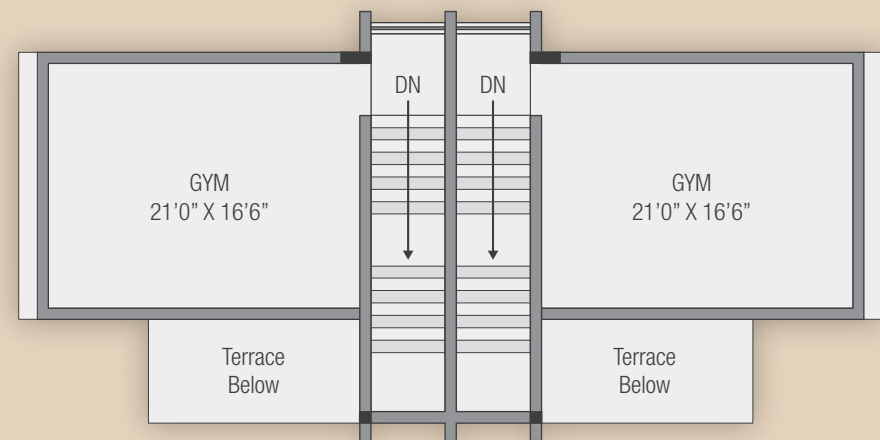 DN
DN
GYM
21’0” X 16’6”
GYM
21’0” X 16’6”
Terrace
Below
Terrace
Below